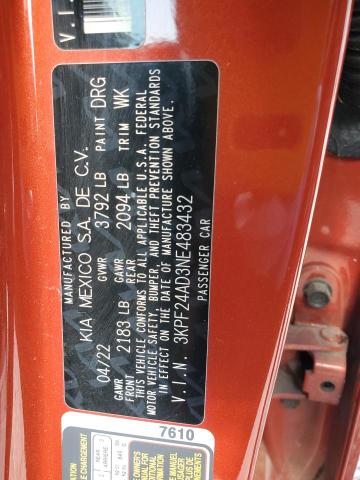 V.I.
MANUFACTURED BY
KIA MEXICO S.A. DE C.V.
04/22 GVWR 3792 LB PAINT DRG
GAWR FRONT 2183 LB GAWR REAR 2094 LB TRIM WK
THIS VEHICLE CONFORMS TO ALL APPLICABLE U.S.A. FEDERAL
MOTOR VEHICLE SAFETY, BUMPER, AND THEFT PREVENTION STANDARDS
IN EFFECT ON THE DATE OF MANUFACTURE SHOWN ABOVE.
V.I.N. 3KPF24AD3NE483432
PASSENGER CAR
7610
CHARGEMENT